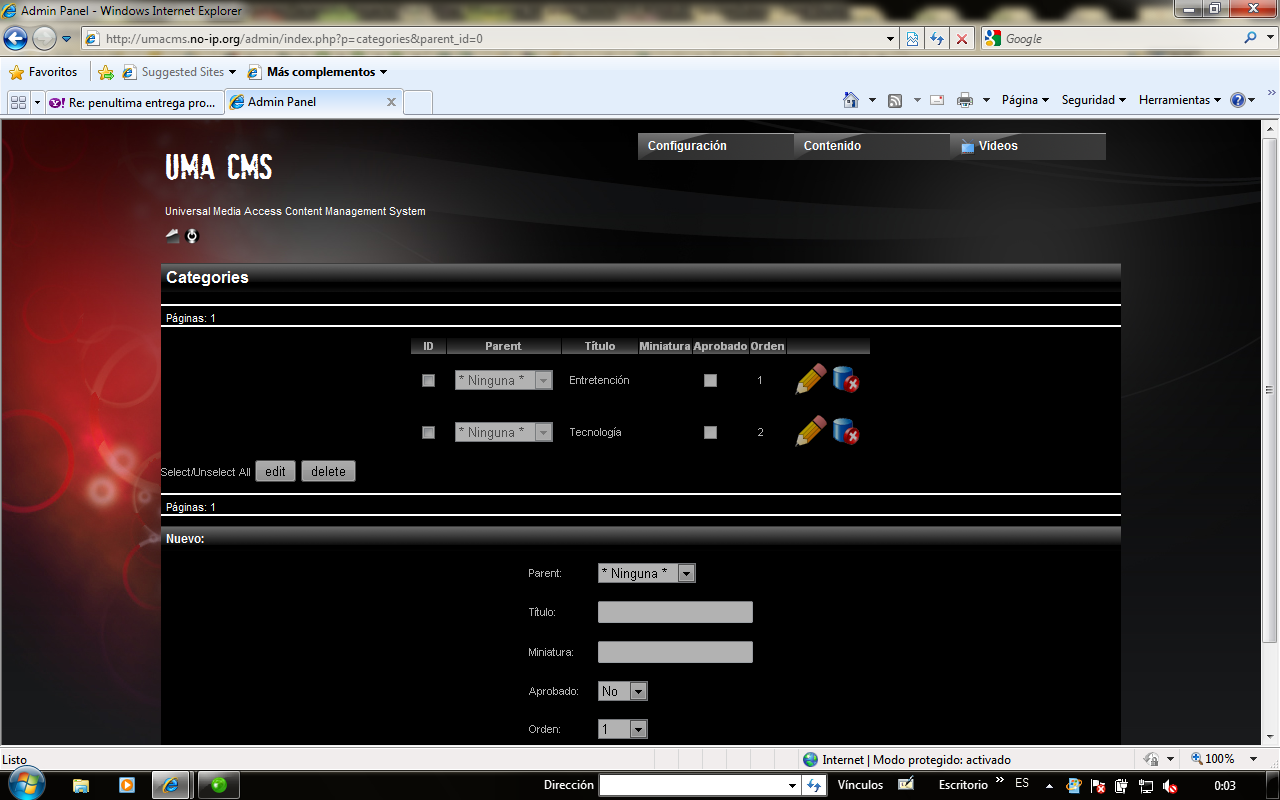 Admin Panel - Windows Internet Explorer
http://umacms.no-ip.org/admin/index.php?p=categories&parent_id=0
Google
Favoritos
Suggested Sites
Más complementos
Re: penultima entrega pro...
Admin Panel
Página
Seguridad
Herramientas
Configuración
Contenido
Videos
UMA CMS
Universal Media Access Content Management System
Categories
Páginas: 1
ID Parent Título Miniatura Aprobado Orden
* Ninguna * Entretención 1
* Ninguna * Tecnología 2
Select/Unselect All edit delete
Páginas: 1
Nuevo:
Parent: * Ninguna *
Título:
Miniatura:
Aprobado: No
Orden: 1
Listo
Internet | Modo protegido: activado
100%
Dirección
Vínculos
Escritorio
ES
0:03